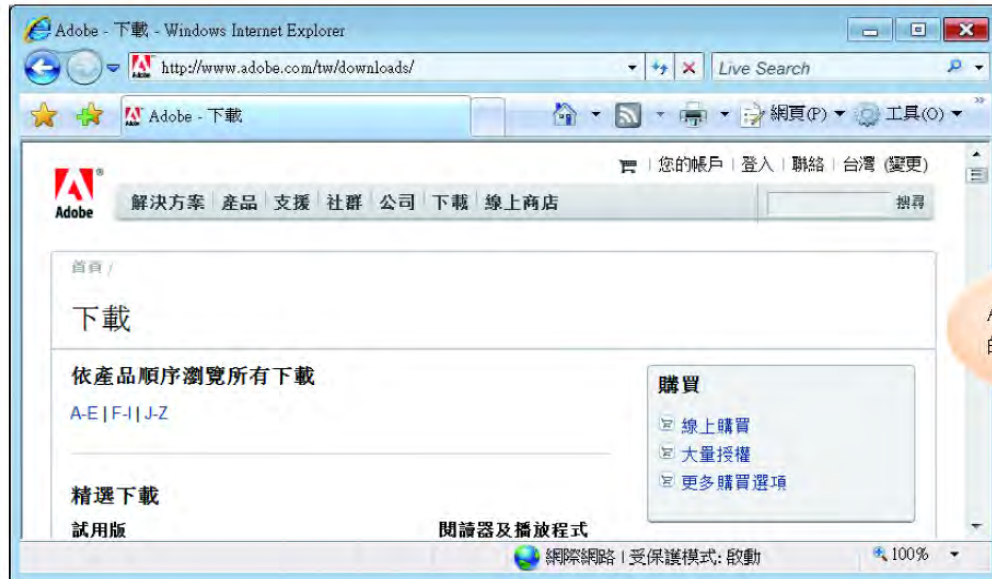 Adobe - 下載 - Windows Internet Explorer
http://www.adobe.com/tw/downloads/
Live Search
Adobe - 下載
網頁(P)
工具(O)
您的帳戶 | 登入 | 聯絡 | 台灣 (變更)
Adobe
解決方案 產品 支援 社群 公司 下載 線上商店
搜尋
首頁 /
下載
依產品順序瀏覽所有下載
A-E | F-I | J-Z
購買
線上購買
大量授權
更多購買選項
精選下載
試用版
閱讀器及播放程式
網際網路 | 受保護模式: 啟動
100%